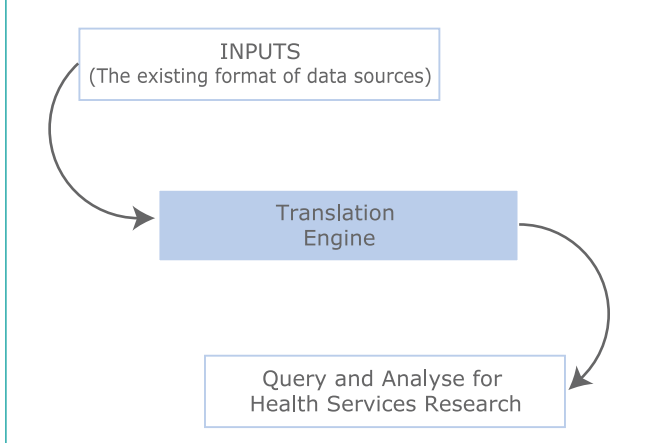 INPUTS
(The existing format of data sources)
Translation
Engine
Query and Analyse for
Health Services Research